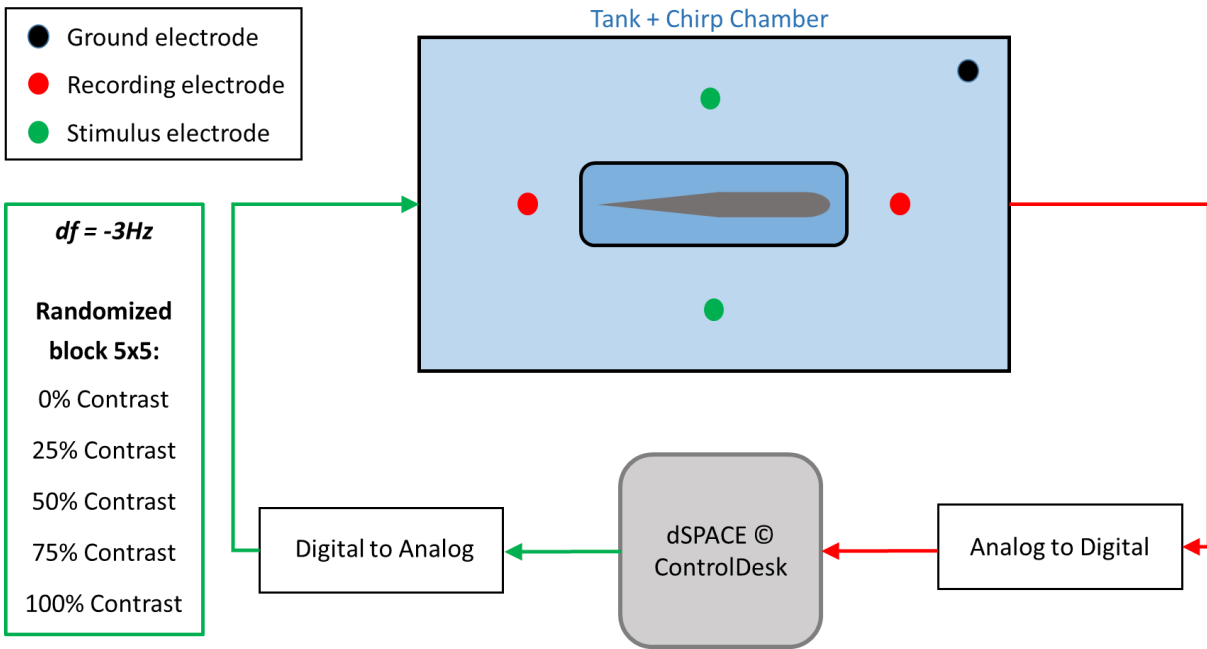 Tank + Chirp Chamber
Ground electrode
Recording electrode
Stimulus electrode
df = -3Hz
Randomized
block 5x5:
0% Contrast
25% Contrast
50% Contrast
75% Contrast
100% Contrast
Digital to Analog
dSPACE ©
ControlDesk
Analog to Digital